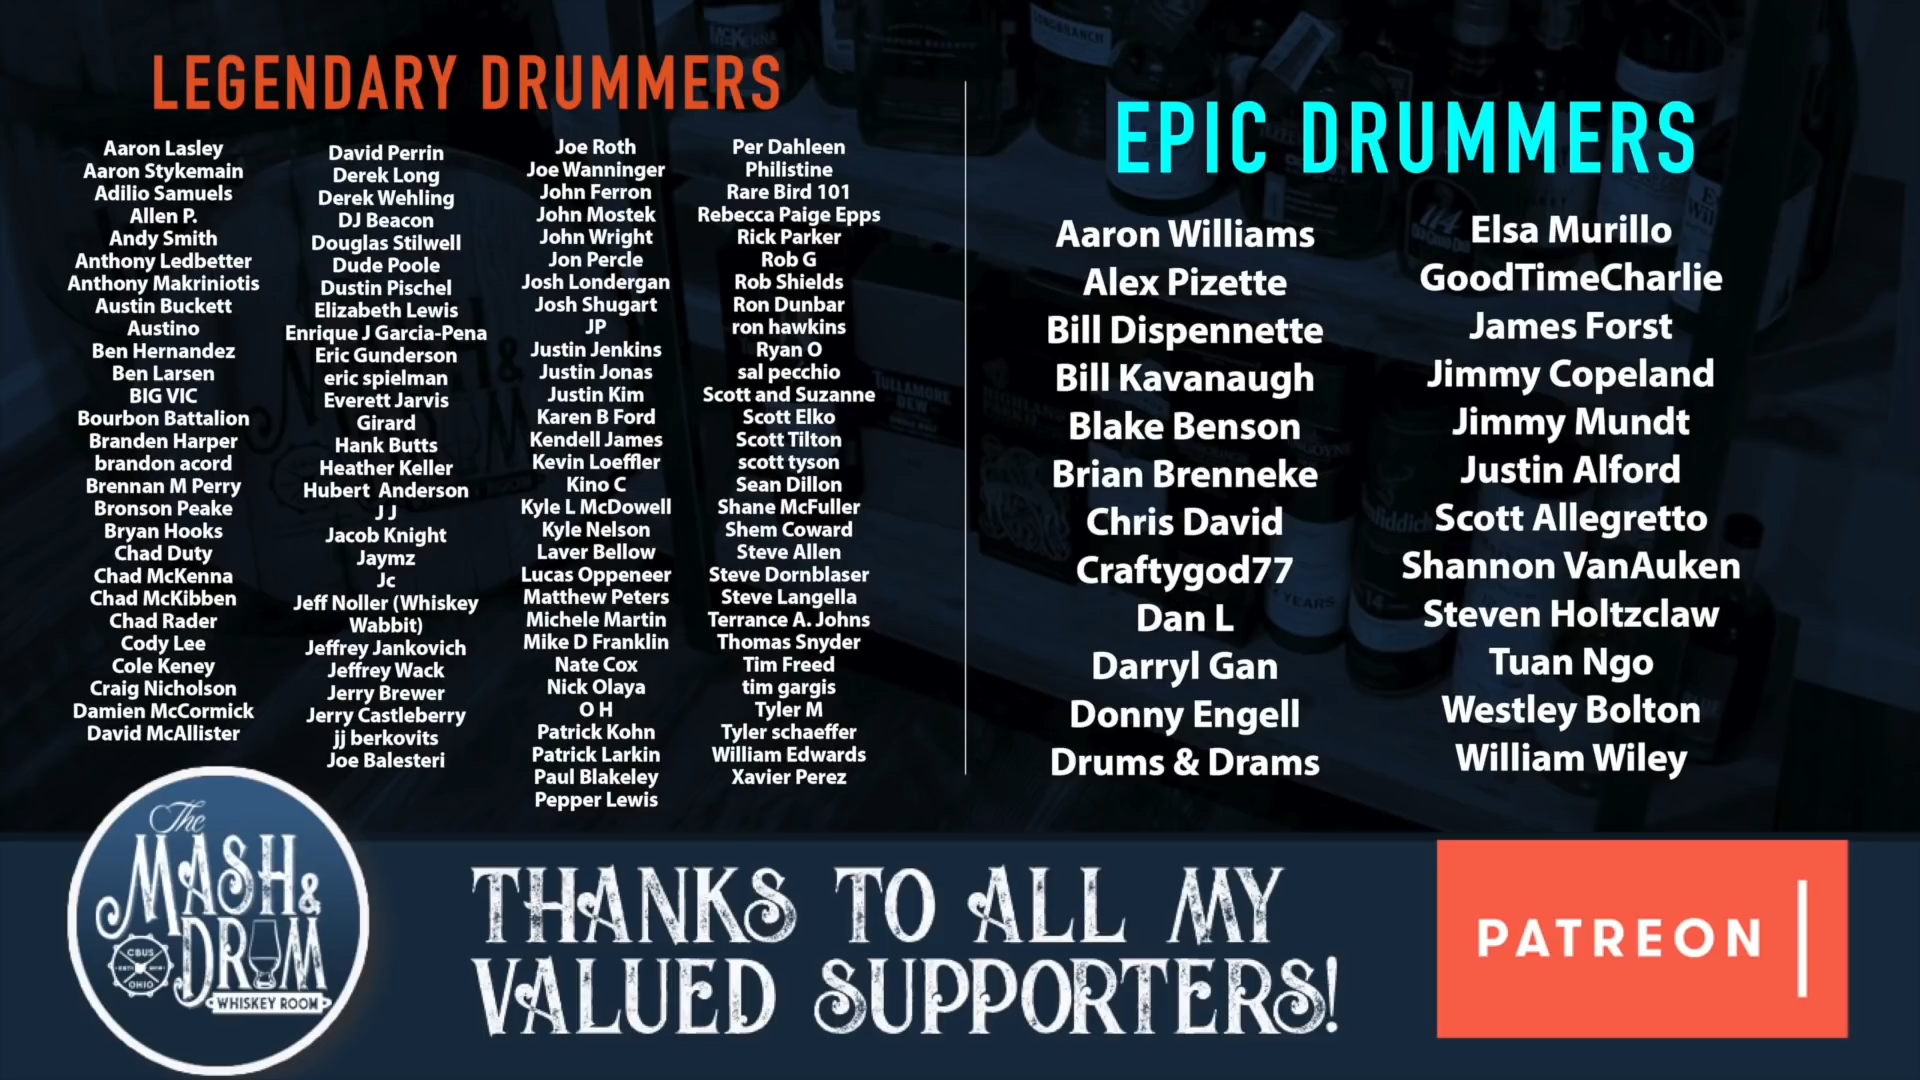 LEGENDARY DRUMMERS
Aaron Lasley
Aaron Stykemain
Adilio Samuels
Allen P.
Andy Smith
Anthony Ledbetter
Anthony Makriniotis
Austin Buckett
Austino
Ben Hernandez
Ben Larsen
BIG VIC
Bourbon Battalion
Branden Harper
brandon acord
Brennan M Perry
Bronson Peake
Bryan Hooks
Chad Duty
Chad McKenna
Chad McKibben
Chad Rader
Cody Lee
Cole Keney
Craig Nicholson
Damien McCormick
David McAllister
David Perrin
Derek Long
Derek Wehling
DJ Beacon
Douglas Stilwell
Dude Poole
Dustin Pischel
Elizabeth Lewis
Enrique J Garcia-Pena
Eric Gunderson
eric spielman
Everett Jarvis
Girard
Hank Butts
Heather Keller
Hubert Anderson
J J
Jacob Knight
Jaymz
Jc
Jeff Noller (Whiskey
Wabbit)
Jeffrey Jankovich
Jeffrey Wack
Jerry Brewer
Jerry Castleberry
jj berkovits
Joe Balesteri
Joe Roth
Joe Wanninger
John Ferron
John Mostek
John Wright
Jon Percle
Josh Londergan
Josh Shugart
JP
Justin Jenkins
Justin Jonas
Justin Kim
Karen B Ford
Kendell James
Kevin Loeffler
Kino C
Kyle L McDowell
Kyle Nelson
Laver Bellow
Lucas Oppeneer
Matthew Peters
Michele Martin
Mike D Franklin
Nate Cox
Nick Olaya
O H
Patrick Kohn
Patrick Larkin
Paul Blakeley
Pepper Lewis
Per Dahleen
Philistine
Rare Bird 101
Rebecca Paige Epps
Rick Parker
Rob G
Rob Shields
Ron Dunbar
ron hawkins
Ryan O
sal pecchio
Scott and Suzanne
Scott Elko
Scott Tilton
scott tyson
Sean Dillon
Shane McFuller
Shem Coward
Steve Allen
Steve Dornblaser
Steve Langella
Terrance A. Johns
Thomas Snyder
Tim Freed
tim gargis
Tyler M
Tyler schaeffer
William Edwards
Xavier Perez
EPIC DRUMMERS
Aaron Williams
Alex Pizette
Bill Dispennette
Bill Kavanaugh
Blake Benson
Brian Brenneke
Chris David
Craftygod77
Dan L
Darryl Gan
Donny Engell
Drums & Drams
Elsa Murillo
GoodTimeCharlie
James Forst
Jimmy Copeland
Jimmy Mundt
Justin Alford
Scott Allegretto
Shannon VanAuken
Steven Holtzclaw
Tuan Ngo
Westley Bolton
William Wiley
The
MASH &
DRUM
CBUS
OHIO
WHISKEY ROOM
THANKS TO ALL MY
VALUED SUPPORTERS!
PATREON